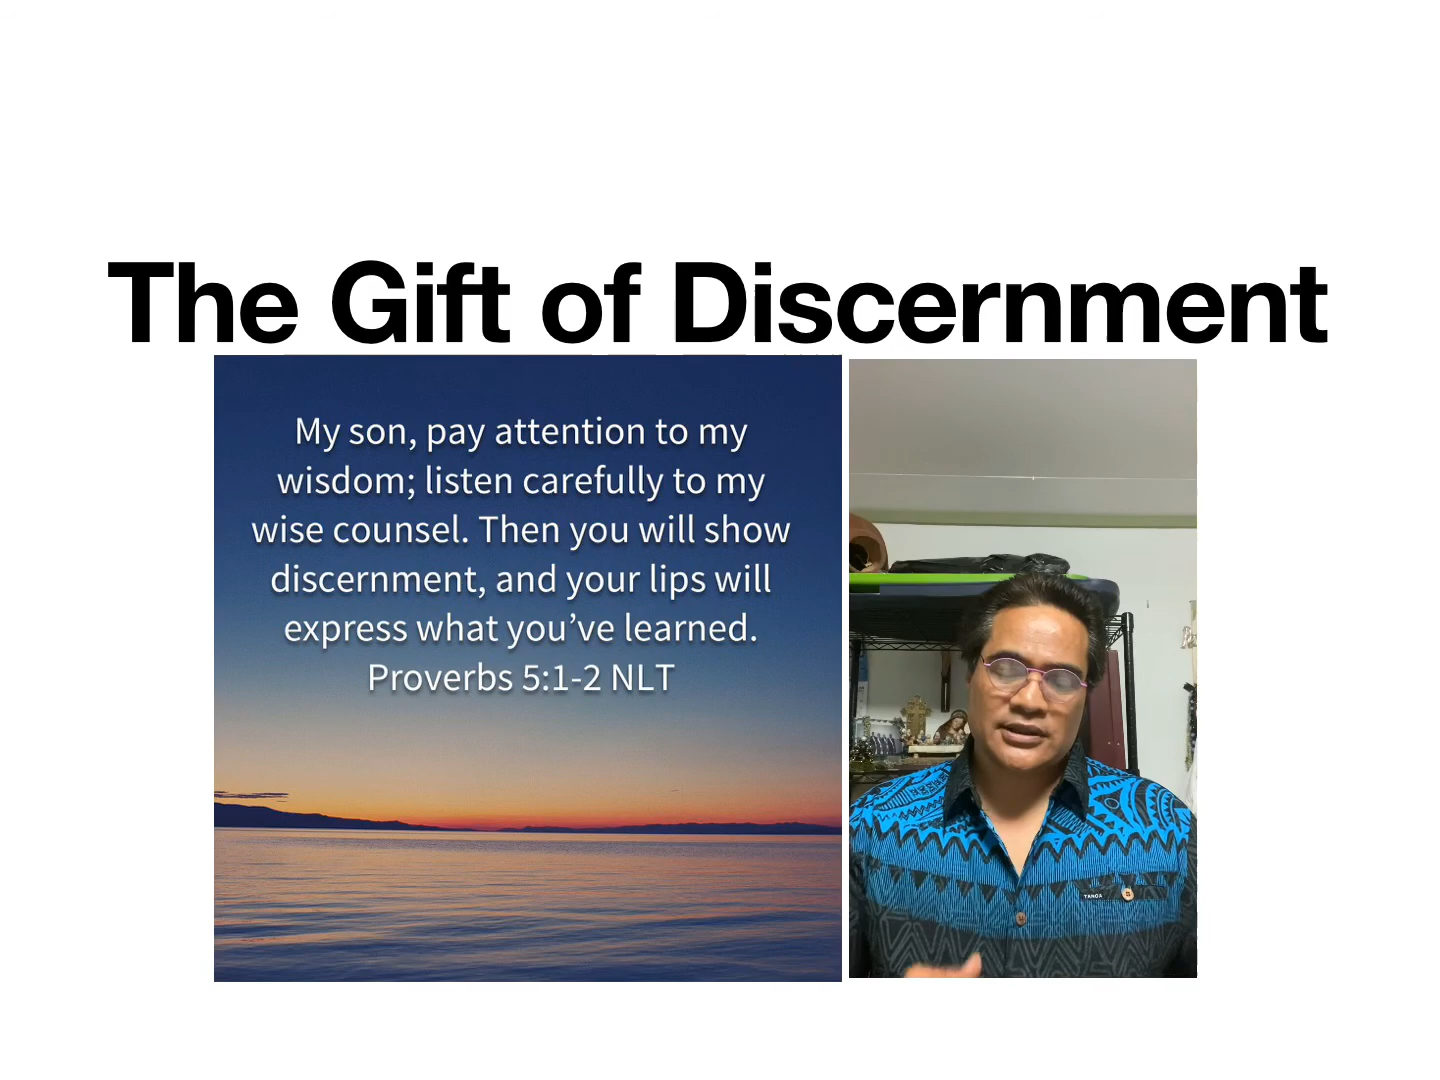 The Gift of Discernment
My son, pay attention to my
wisdom; listen carefully to my
wise counsel. Then you will show
discernment, and your lips will
express what you’ve learned.
Proverbs 5:1-2 NLT
TANOA